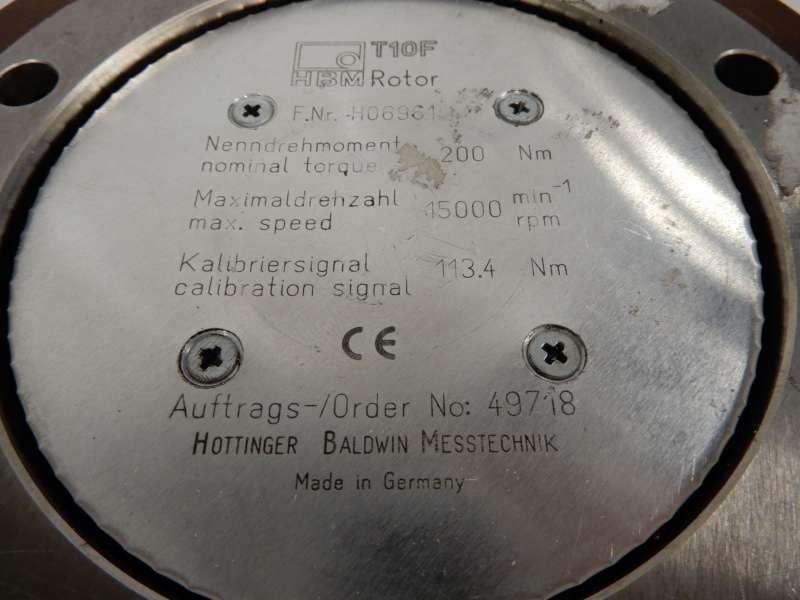 T10F
HBM Rotor
F.Nr.
Nenndrehmoment 200 Nm
nominal torque
Maximaldrehzahl 15000 min⁻¹
max. speed rpm
Kalibriersignal 113.4 Nm
calibration signal
CE
Auftrags-/Order No: 49718
HOTTINGER BALDWIN MESSTECHNIK
Made in Germany